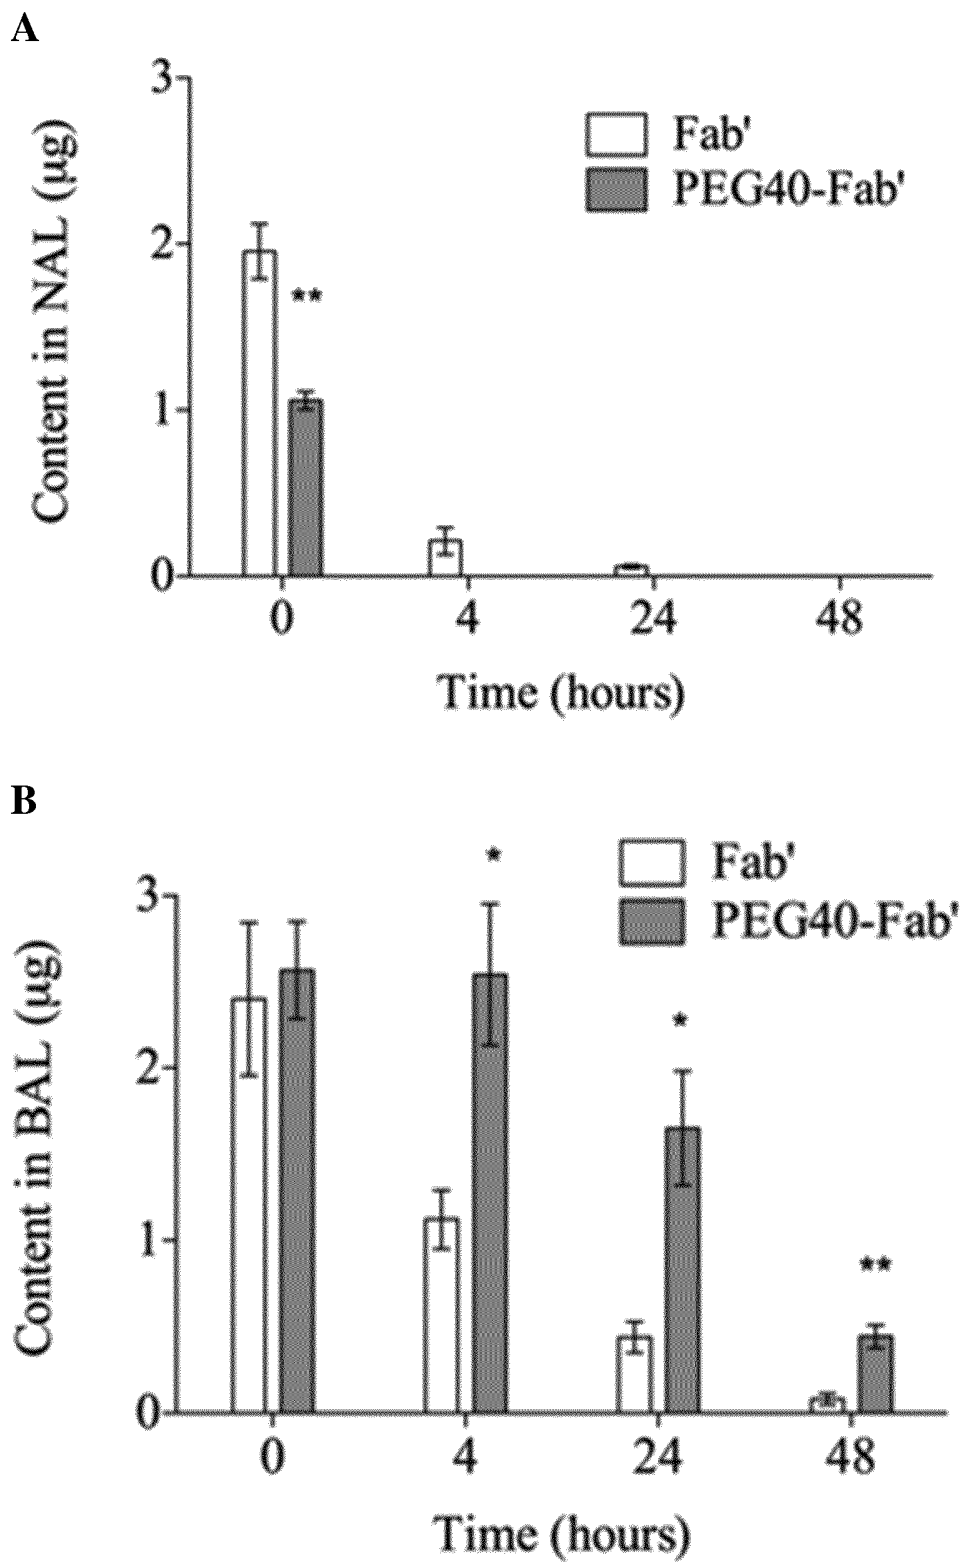 A
3
2
1
0
Content in NAL (µg)
Fab'
PEG40-Fab'
**
0 4 24 48
Time (hours)
B
3
2
1
0
Content in BAL (µg)
Fab'
PEG40-Fab'
*
*
**
0 4 24 48
Time (hours)